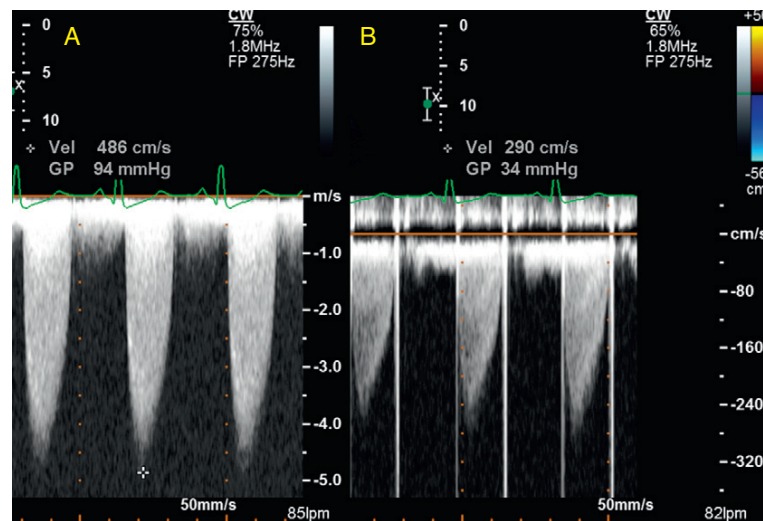 A
0
5
X
10
CW
75%
1.8MHz
FP 275Hz
Vel 486 cm/s
GP 94 mmHg
m/s
-1.0
-2.0
-3.0
-4.0
-5.0
50mm/s
85lpm
B
0
5
X
10
CW
65%
1.8MHz
FP 275Hz
Vel 290 cm/s
GP 34 mmHg
cm/s
-80
-160
-240
-320
50mm/s
82lpm